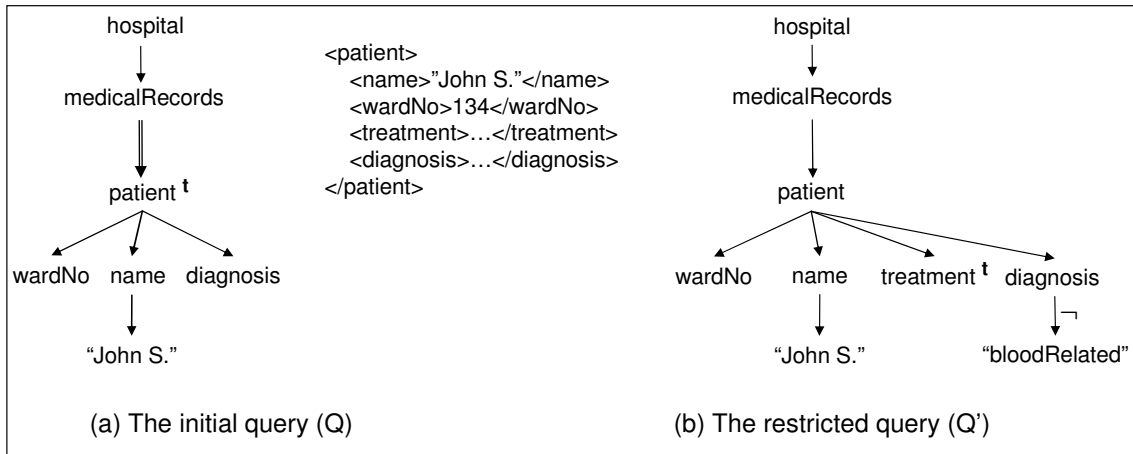 hospital
medicalRecords
patient t
wardNo name diagnosis
“John S.”
(a) The initial query (Q)
<patient>
<name>”John S.”</name>
<wardNo>134</wardNo>
<treatment>…</treatment>
<diagnosis>…</diagnosis>
</patient>
hospital
medicalRecords
patient
wardNo name treatment t diagnosis
¬
“John S.” “bloodRelated”
(b) The restricted query (Q’)